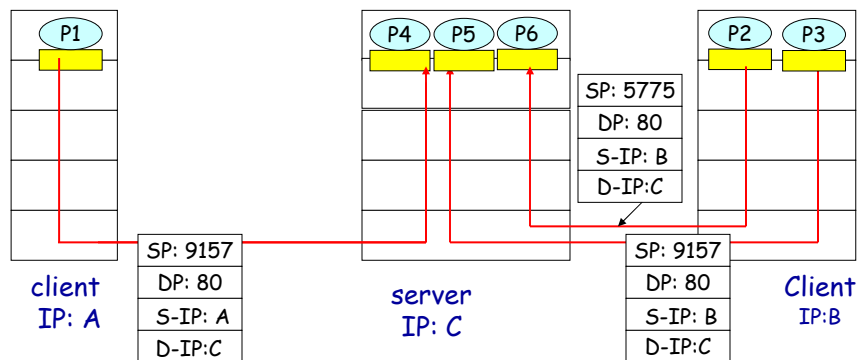 P1
P4
P5
P6
P2
P3
SP: 5775
DP: 80
S-IP: B
D-IP:C
SP: 9157
DP: 80
S-IP: A
D-IP:C
SP: 9157
DP: 80
S-IP: B
D-IP:C
client
IP: A
server
IP: C
Client
IP:B